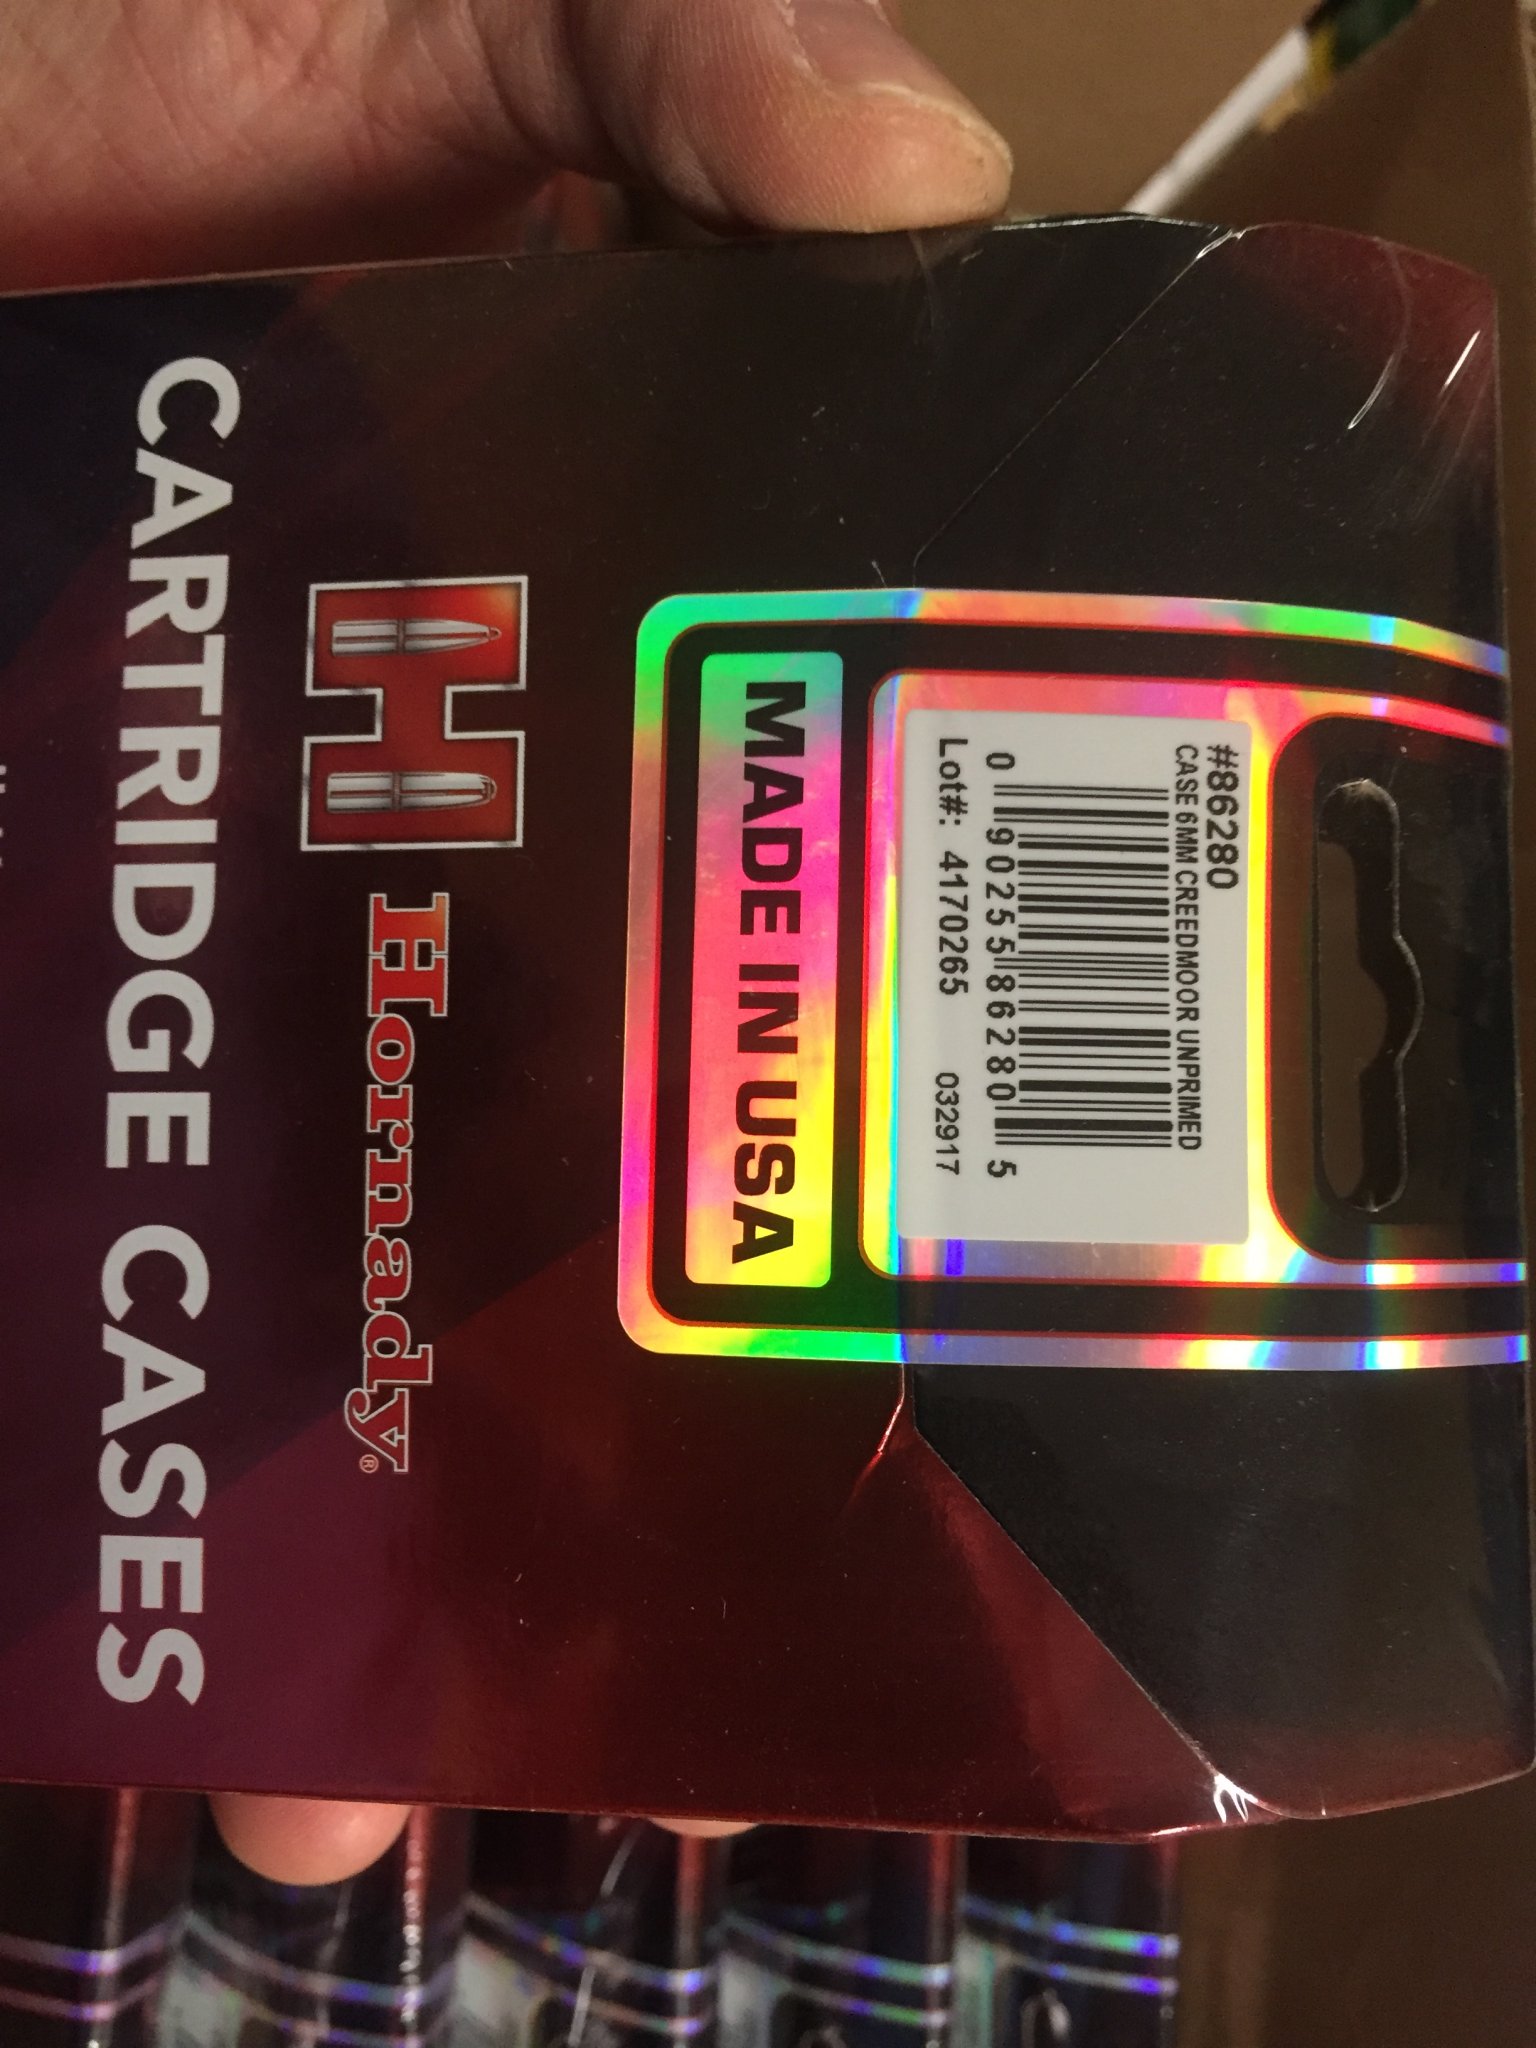 #86280
CASE 6MM CREEDMOOR UNPRIMED
0 90255 86280 5
Lot#: 4170265 032917
MADE IN USA
Hornady®
CARTRIDGE CASES